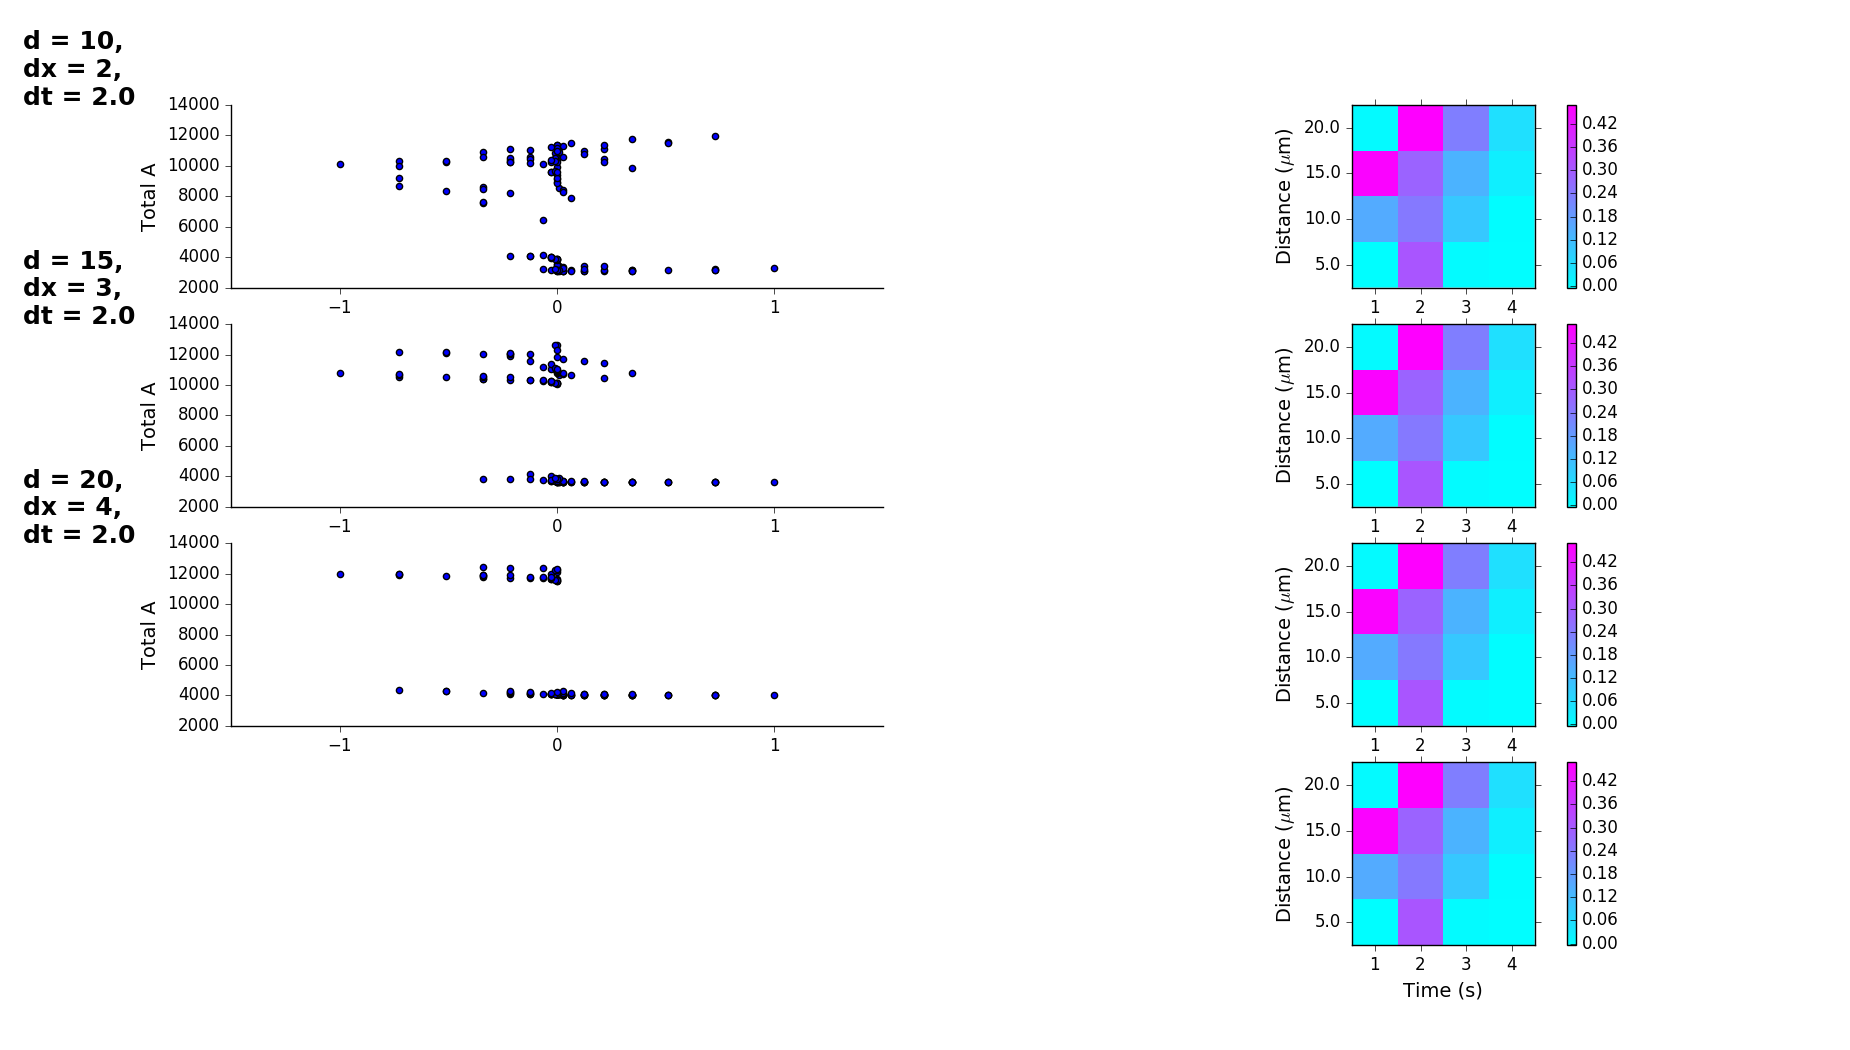 d = 10,
dx = 2,
dt = 2.0
14000
12000
10000
8000
6000
4000
2000
Total A
−1 0 1
d = 15,
dx = 3,
dt = 2.0
14000
12000
10000
8000
6000
4000
2000
Total A
−1 0 1
d = 20,
dx = 4,
dt = 2.0
14000
12000
10000
8000
6000
4000
2000
Total A
−1 0 1
Distance (μm)
20.0
15.0
10.0
5.0
1 2 3 4
0.42
0.36
0.30
0.24
0.18
0.12
0.06
0.00
Distance (μm)
20.0
15.0
10.0
5.0
1 2 3 4
0.42
0.36
0.30
0.24
0.18
0.12
0.06
0.00
Distance (μm)
20.0
15.0
10.0
5.0
1 2 3 4
0.42
0.36
0.30
0.24
0.18
0.12
0.06
0.00
Distance (μm)
20.0
15.0
10.0
5.0
1 2 3 4
Time (s)
0.42
0.36
0.30
0.24
0.18
0.12
0.06
0.00